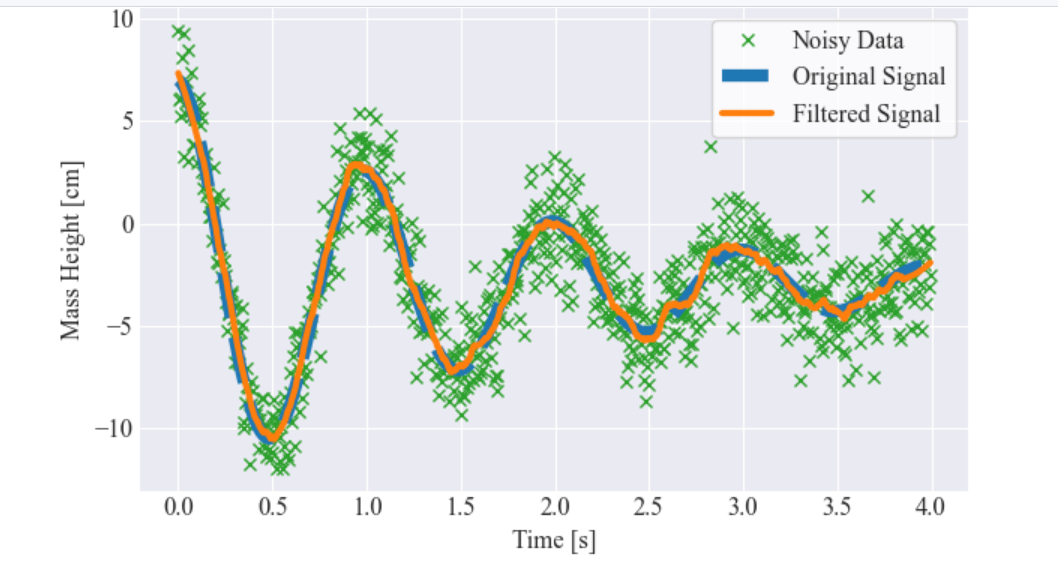 Noisy Data
Original Signal
Filtered Signal
10
5
0
−5
−10
Mass Height [cm]
0.0 0.5 1.0 1.5 2.0 2.5 3.0 3.5 4.0
Time [s]